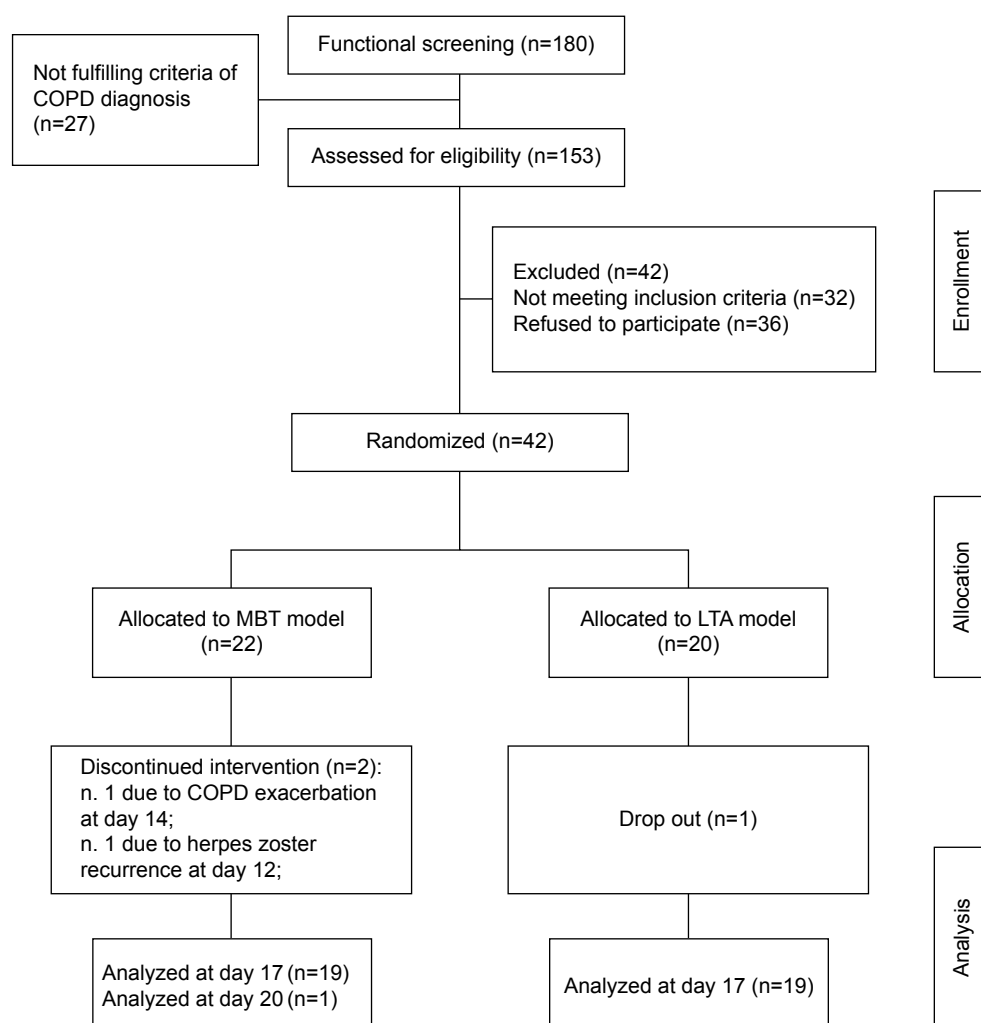 Functional screening (n=180)
Not fulfilling criteria of
COPD diagnosis
(n=27)
Assessed for eligibility (n=153)
Excluded (n=42)
Not meeting inclusion criteria (n=32)
Refused to participate (n=36)
Enrollment
Randomized (n=42)
Allocation
Allocated to MBT model
(n=22)
Allocated to LTA model
(n=20)
Discontinued intervention (n=2):
n. 1 due to COPD exacerbation
at day 14;
n. 1 due to herpes zoster
recurrence at day 12;
Drop out (n=1)
Analysis
Analyzed at day 17 (n=19)
Analyzed at day 20 (n=1)
Analyzed at day 17 (n=19)